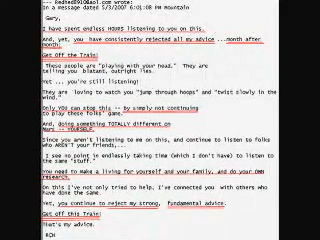 --- RedHed8910@aol.com wrote:
In a message dated 5/3/2007 6:01:08 PM Mountain
Gary,
I have spent endless HOURS listening to you on this.
And, yet, you have consistently rejected all my advice ...month after
month:
Get Off the Train!
These people are "playing with your head". They are
telling you blatant, outright lies.
Yet ...you're still listening!
They are loving to watch you "jump through hoops" and "twist slowly in the
wind."
Only YOU can stop this -- by simply not continuing
to play these folks' game.
And, doing something TOTALLY different on
Mars -- YOURSELF.
Since you aren't listening to me on this, and continue to listen to folks
who AREN'T your friends,..
I see no point in endlessly taking time (which I don't have) to listen to
the same "stuff."
You need to make a living for yourself and your family, and do your OWN
research.
On this I've not only tried to help, I've connected you with others who
have done the same.
Yet, you continue to reject my strong, fundamental advice:
Get off this Train!
That's my advice.
RCH